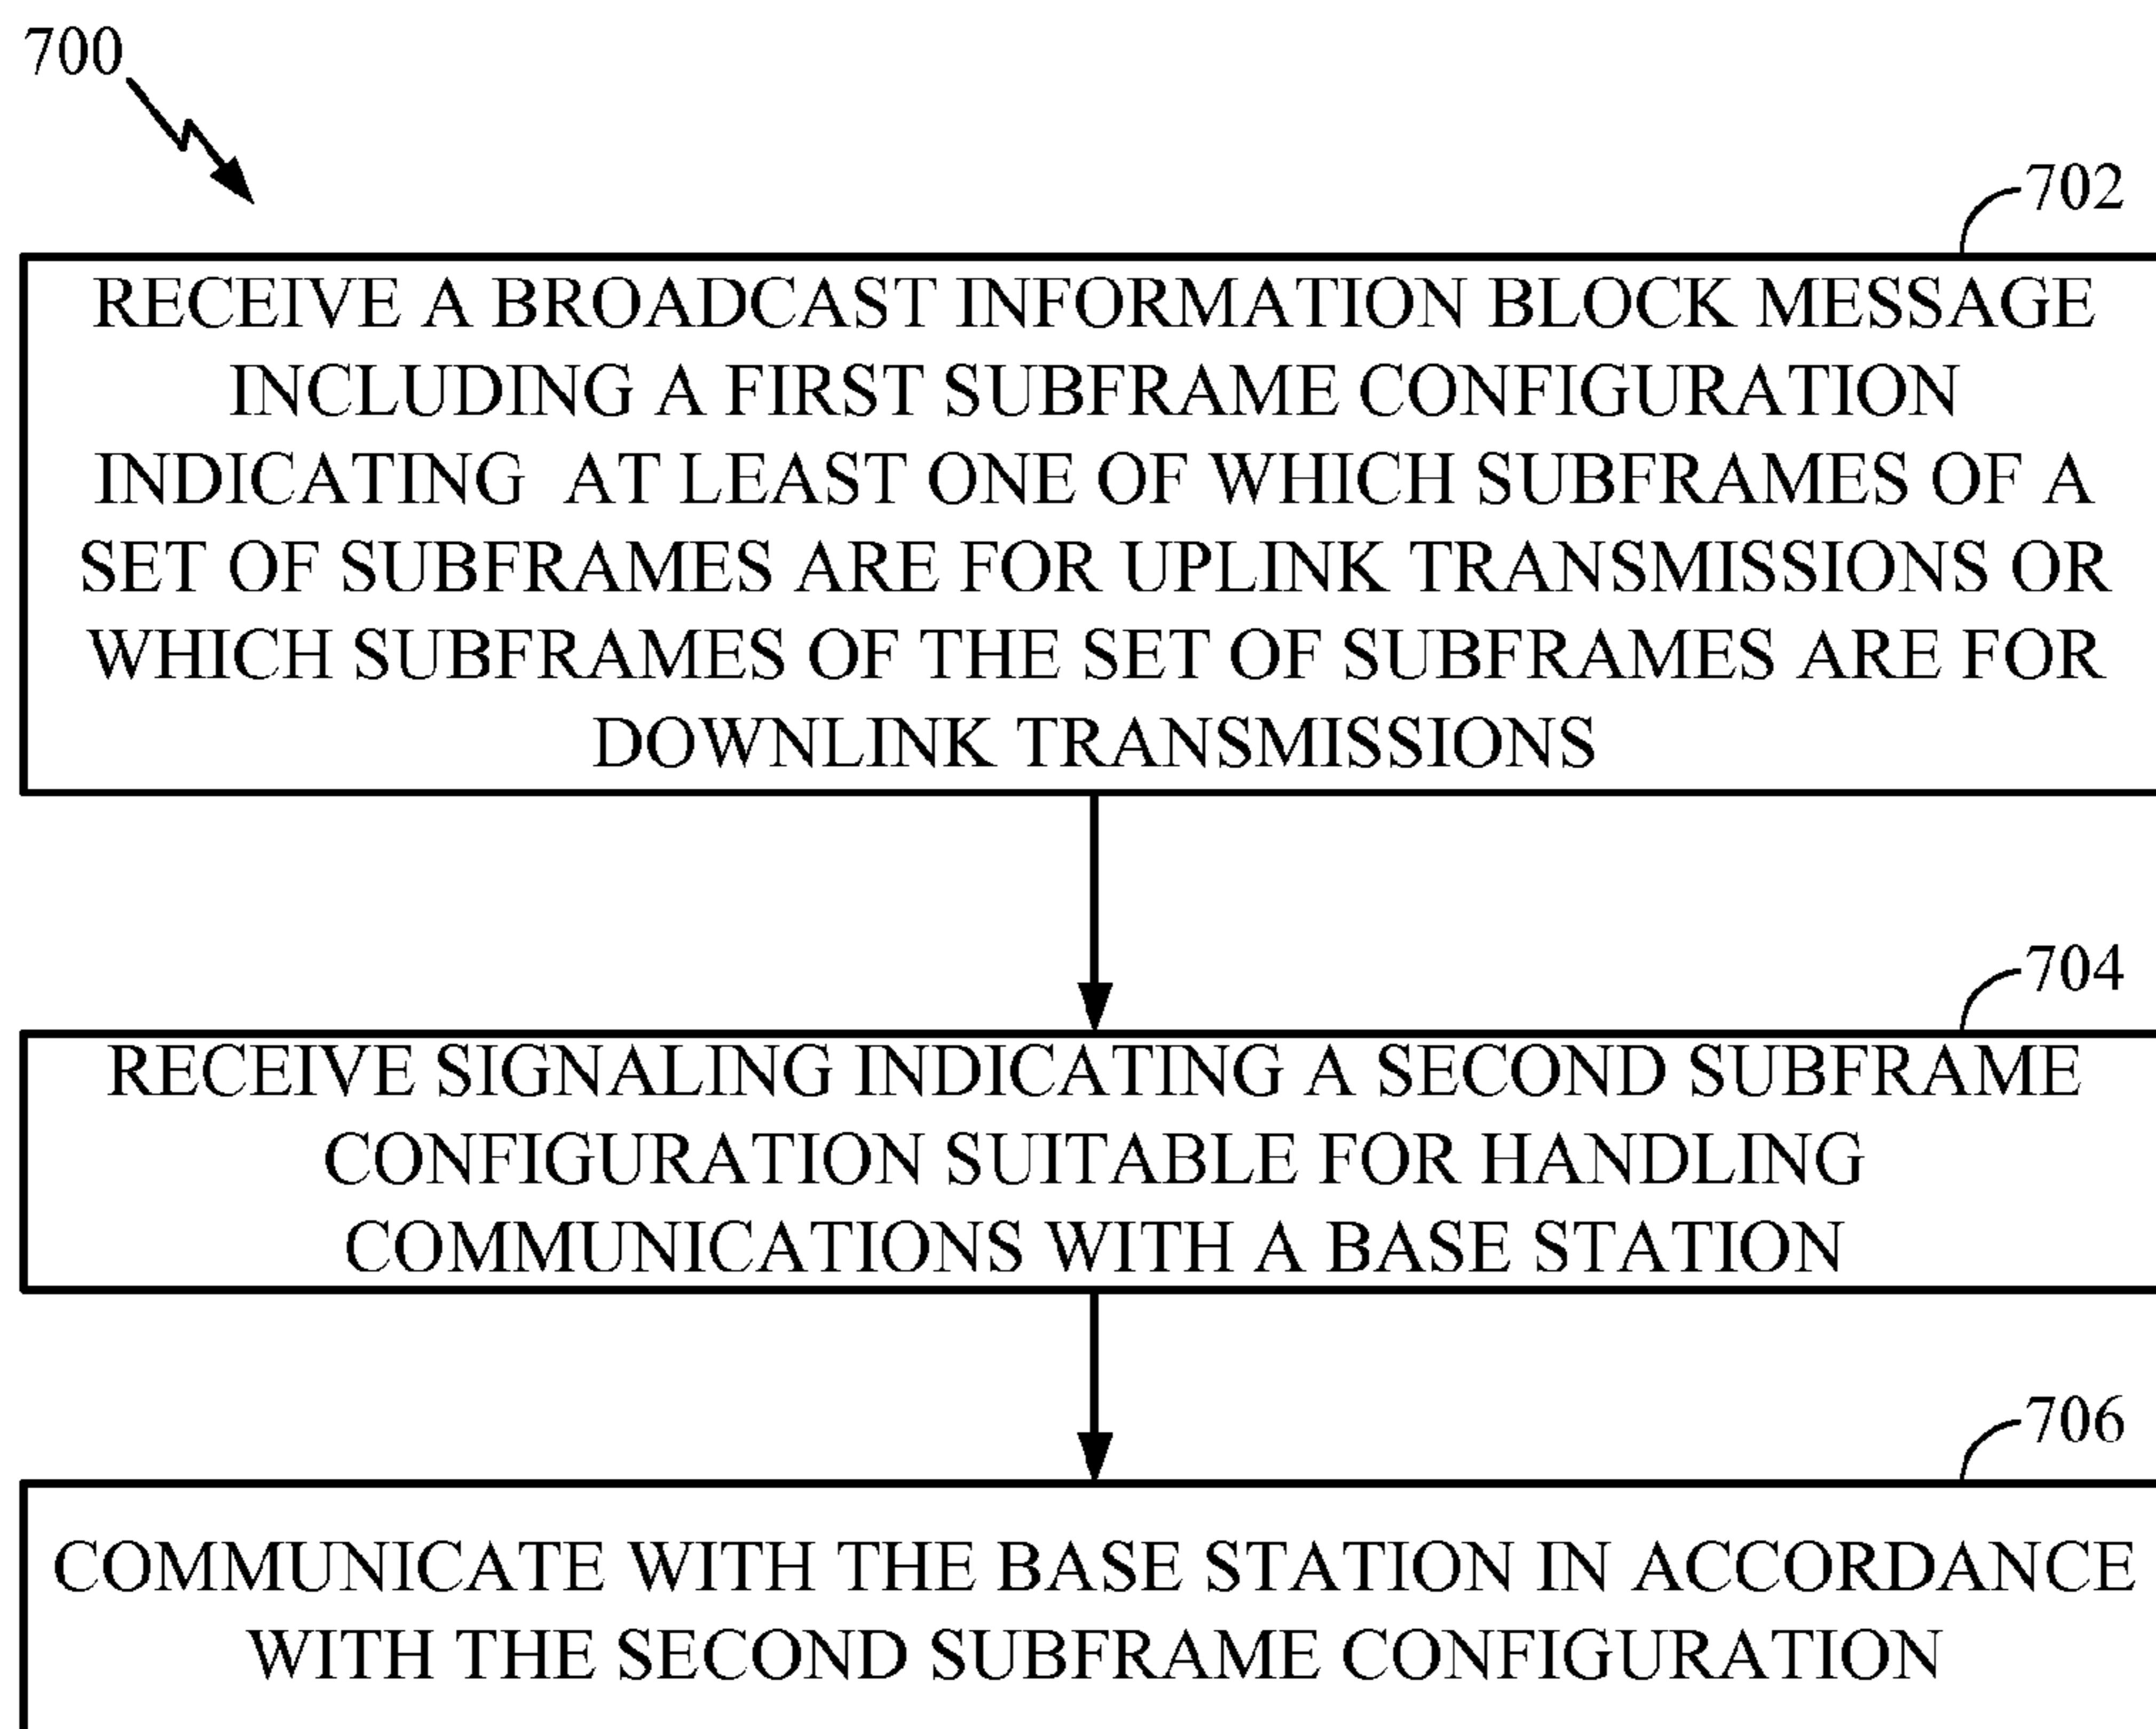 700
702
RECEIVE A BROADCAST INFORMATION BLOCK MESSAGE
INCLUDING A FIRST SUBFRAME CONFIGURATION
INDICATING AT LEAST ONE OF WHICH SUBFRAMES OF A
SET OF SUBFRAMES ARE FOR UPLINK TRANSMISSIONS OR
WHICH SUBFRAMES OF THE SET OF SUBFRAMES ARE FOR
DOWNLINK TRANSMISSIONS
704
RECEIVE SIGNALING INDICATING A SECOND SUBFRAME
CONFIGURATION SUITABLE FOR HANDLING
COMMUNICATIONS WITH A BASE STATION
706
COMMUNICATE WITH THE BASE STATION IN ACCORDANCE
WITH THE SECOND SUBFRAME CONFIGURATION